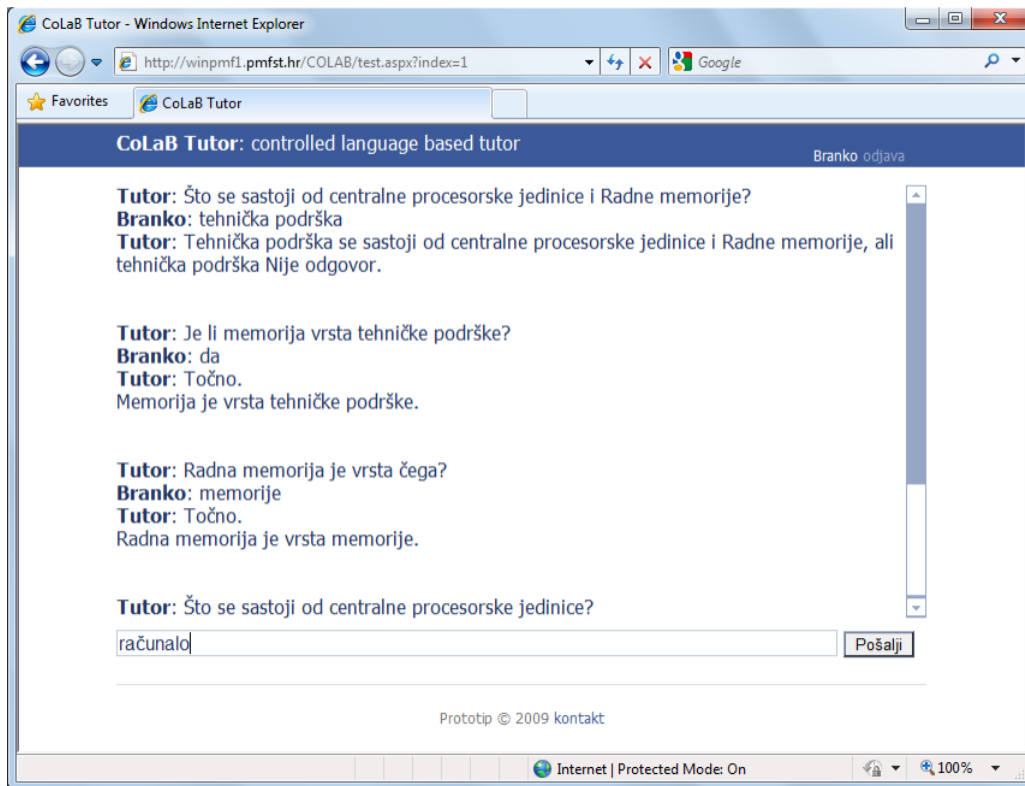 CoLaB Tutor - Windows Internet Explorer
http://winpmf1.pmfst.hr/COLAB/test.aspx?index=1
Google
Favorites
CoLaB Tutor
CoLaB Tutor: controlled language based tutor
Branko odjava
Tutor: Što se sastoji od centralne procesorske jedinice i Radne memorije?
Branko: tehnička podrška
Tutor: Tehnička podrška se sastoji od centralne procesorske jedinice i Radne memorije, ali
tehnička podrška Nije odgovor.
Tutor: Je li memorija vrsta tehničke podrške?
Branko: da
Tutor: Točno.
Memorija je vrsta tehničke podrške.
Tutor: Radna memorija je vrsta čega?
Branko: memorije
Tutor: Točno.
Radna memorija je vrsta memorije.
Tutor: Što se sastoji od centralne procesorske jedinice?
računalo
Pošalji
Prototip © 2009 kontakt
Internet | Protected Mode: On
100%